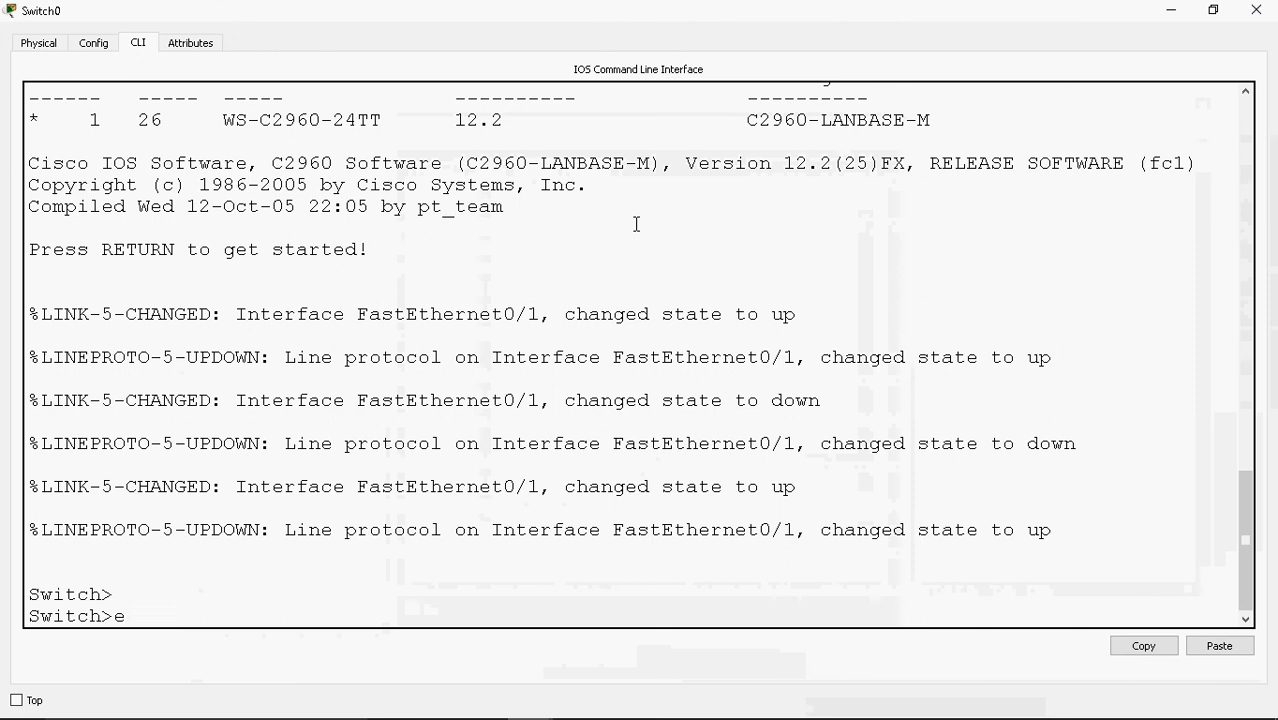 Switch0
Physical Config CLI Attributes
IOS Command Line Interface
------ ----- ----- ---------- ----------
* 1 26 WS-C2960-24TT 12.2 C2960-LANBASE-M
Cisco IOS Software, C2960 Software (C2960-LANBASE-M), Version 12.2(25)FX, RELEASE SOFTWARE (fc1)
Copyright (c) 1986-2005 by Cisco Systems, Inc.
Compiled Wed 12-Oct-05 22:05 by pt_team
Press RETURN to get started!
%LINK-5-CHANGED: Interface FastEthernet0/1, changed state to up
%LINEPROTO-5-UPDOWN: Line protocol on Interface FastEthernet0/1, changed state to up
%LINK-5-CHANGED: Interface FastEthernet0/1, changed state to down
%LINEPROTO-5-UPDOWN: Line protocol on Interface FastEthernet0/1, changed state to down
%LINK-5-CHANGED: Interface FastEthernet0/1, changed state to up
%LINEPROTO-5-UPDOWN: Line protocol on Interface FastEthernet0/1, changed state to up
Switch>
Switch>e
Copy Paste
Top